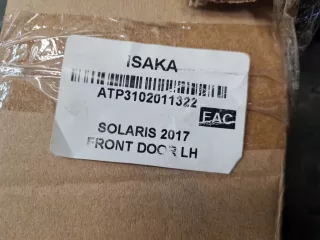 ISAKA
ATP3102011322
EAC
SOLARIS 2017
FRONT DOOR LH